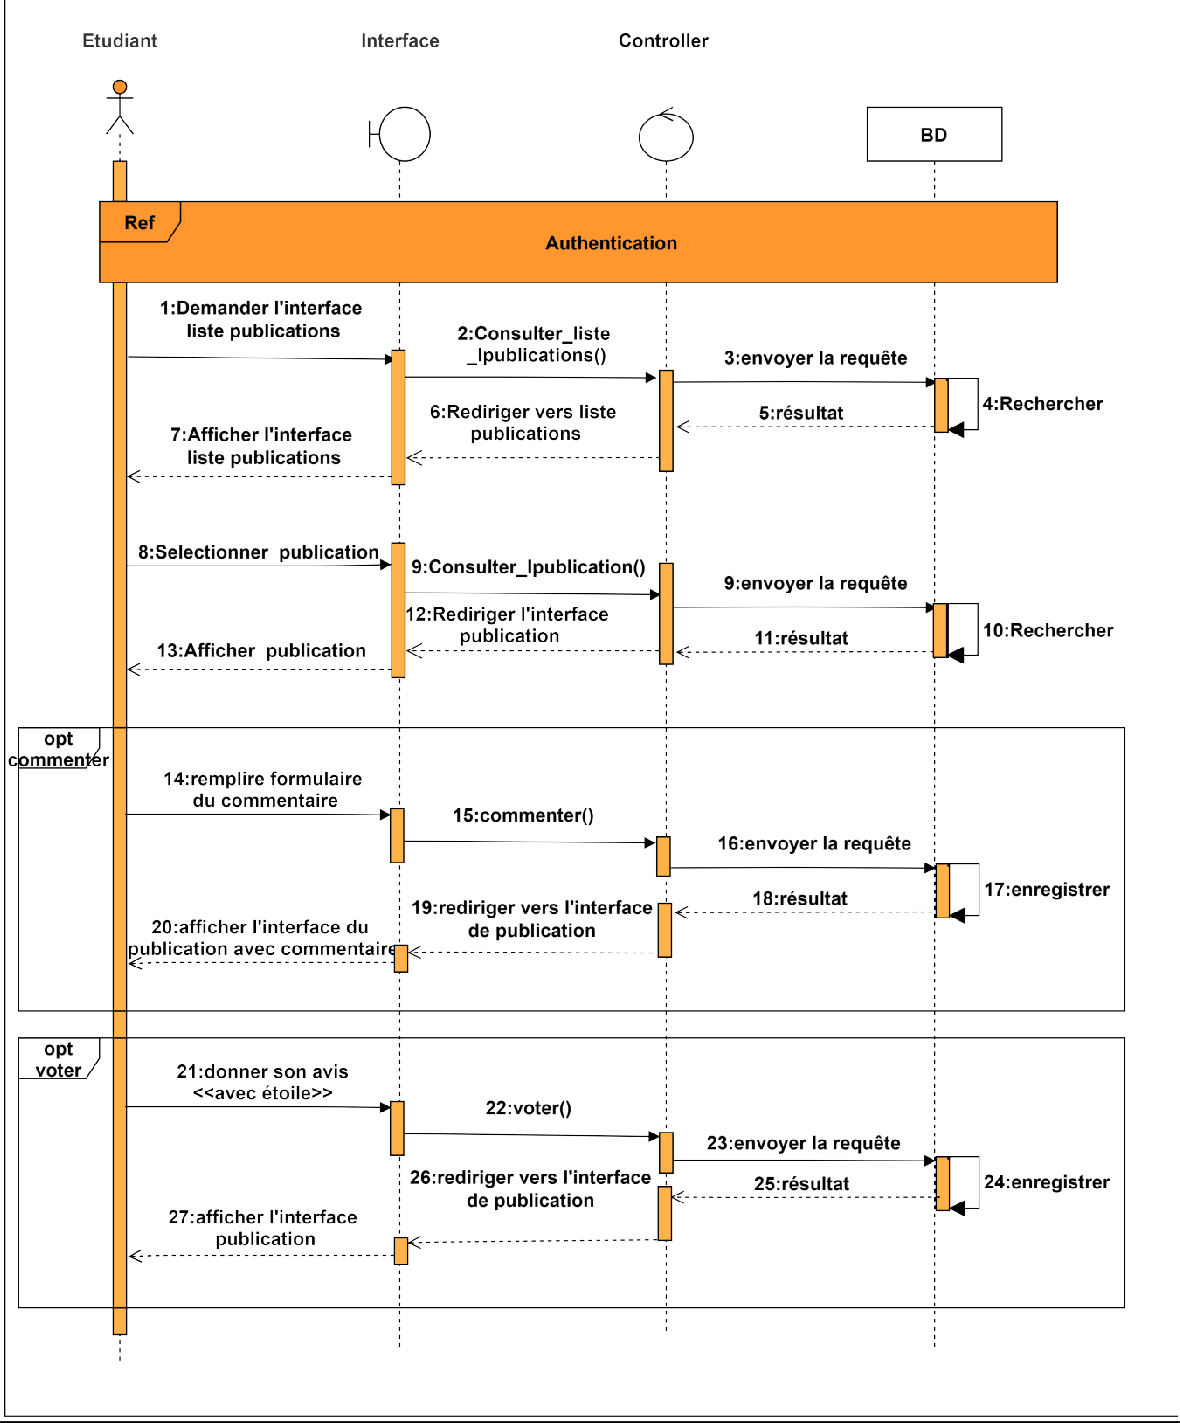 Etudiant
Interface
Controller
BD
Ref
Authentication
1:Demander l'interface
liste publications
2:Consulter_liste
_lpublications()
3:envoyer la requête
4:Rechercher
5:résultat
6:Rediriger vers liste
publications
7:Afficher l'interface
liste publications
8:Selectionner publication
9:Consulter_lpublication()
9:envoyer la requête
10:Rechercher
11:résultat
12:Rediriger l'interface
publication
13:Afficher publication
opt
commenter
14:remplire formulaire
du commentaire
15:commenter()
16:envoyer la requête
17:enregistrer
18:résultat
19:rediriger vers l'interface
de publication
20:afficher l'interface du
publication avec commentaire
opt
voter
21:donner son avis
<<avec étoile>>
22:voter()
23:envoyer la requête
24:enregistrer
25:résultat
26:rediriger vers l'interface
de publication
27:afficher l'interface
publication